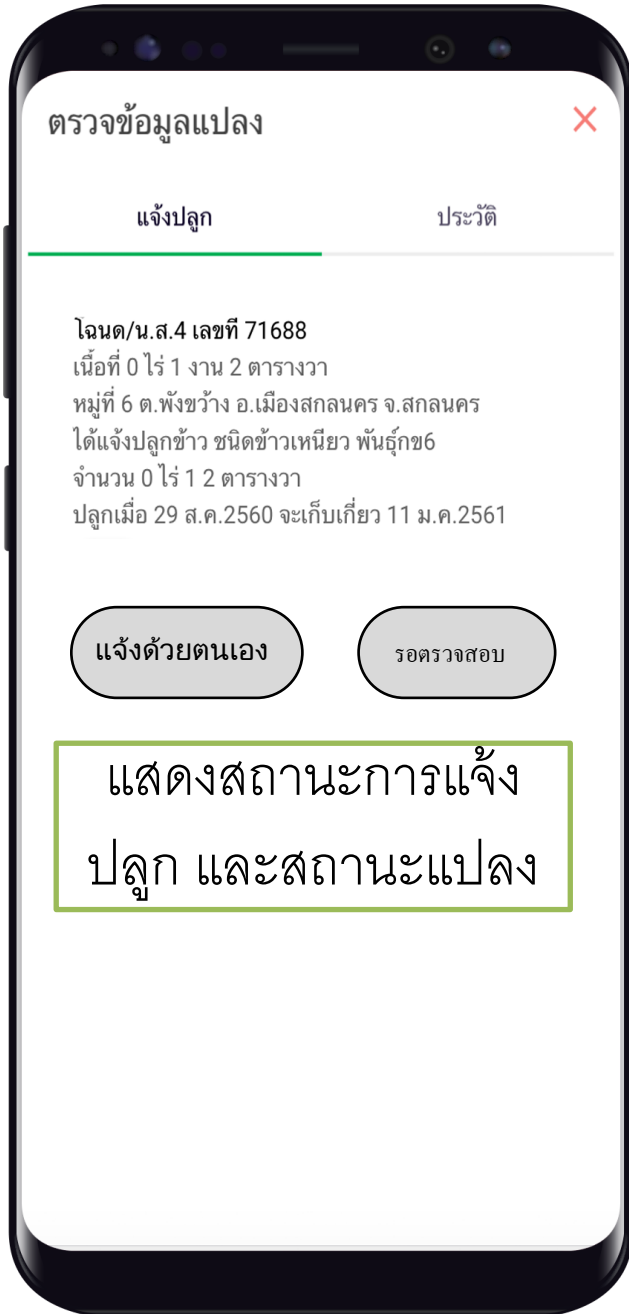 ตรวจข้อมูลแปลง
แจ้งปลูก ประวัติ
โฉนด/น.ส.4 เลขที่ 71688
เนื้อที่ 0 ไร่ 1 งาน 2 ตารางวา
หมู่ที่ 6 ต.พังขว้าง อ.เมืองสกลนคร จ.สกลนคร
ได้แจ้งปลูกข้าว ชนิดข้าวเหนียว พันธุ์กข6
จำนวน 0 ไร่ 1 2 ตารางวา
ปลูกเมื่อ 29 ส.ค.2560 จะเก็บเกี่ยว 11 ม.ค.2561
แจ้งด้วยตนเอง รอตรวจสอบ
แสดงสถานะการแจ้ง
ปลูก และสถานะแปลง